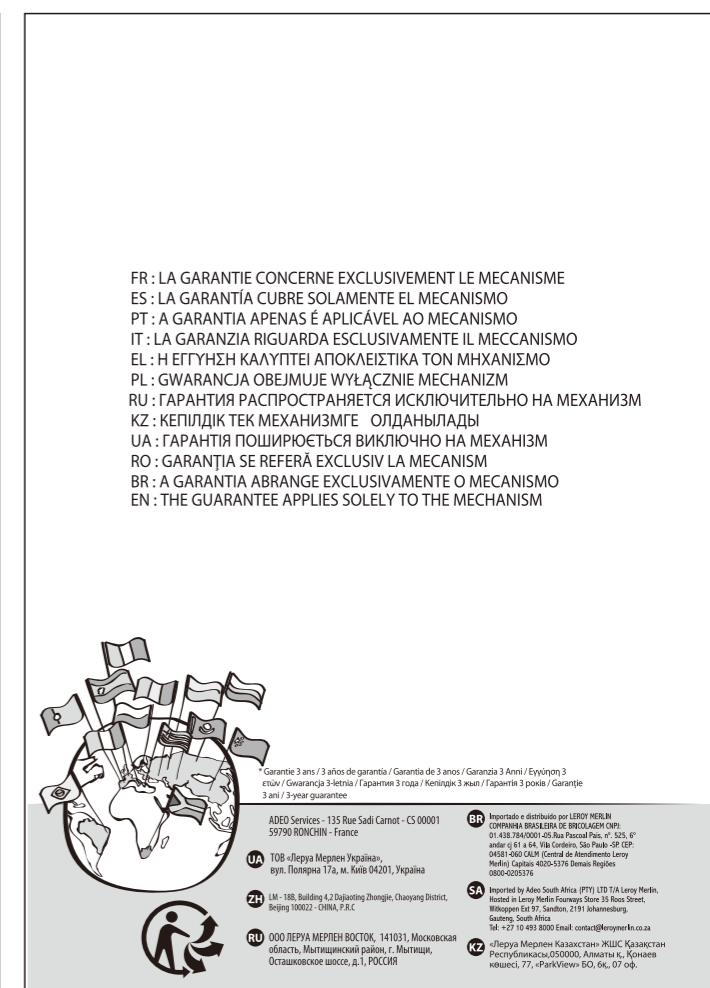 FR : LA GARANTIE CONCERNE EXCLUSIVEMENT LE MECANISME
ES : LA GARANTÍA CUBRE SOLAMENTE EL MECANISMO
PT : A GARANTIA APENAS É APLICÁVEL AO MECANISMO
IT : LA GARANZIA RIGUARDA ESCLUSIVAMENTE IL MECCANISMO
EL : Η ΕΓΓΥΗΣΗ ΚΑΛΥΠΤΕΙ ΑΠΟΚΛΕΙΣΤΙΚΑ ΤΟΝ ΜΗΧΑΝΙΣΜΟ
PL : GWARANCJA OBEJMUJE WYŁĄCZNIE MECHANIZM
RU : ГАРАНТИЯ РАСПРОСТРАНЯЕТСЯ ИСКЛЮЧИТЕЛЬНО НА МЕХАНИЗМ
KZ : КЕПІЛДІК ТЕК МЕХАНИЗМГЕ ОЛДАНЫЛАДЫ
UA : ГАРАНТІЯ ПОШИРЮЄТЬСЯ ВИКЛЮЧНО НА МЕХАНІЗМ
RO : GARANŢIA SE REFERĂ EXCLUSIV LA MECANISM
BR : A GARANTIA ABRANGE EXCLUSIVAMENTE O MECANISMO
EN : THE GUARANTEE APPLIES SOLELY TO THE MECHANISM
* Garantie 3 ans / 3 años de garantía / Garantia de 3 anos / Garanzia 3 Anni / Εγγύηση 3
ετών / Gwarancja 3-letnia / Гарантия 3 года / Кепілдік 3 жыл / Гарантія 3 років / Garanţie
3 ani / 3-year guarantee
ADEO Services - 135 Rue Sadi Carnot - CS 00001
59790 RONCHIN - France
UA ТОВ «Леруа Мерлен Україна»,
вул. Полярна 17а, м. Київ 04201, Україна
ZH LM - 18B, Building 4,2 Dajiaoting Zhongjie, Chaoyang District,
Beijing 100022 - CHINA, P.R.C
RU ООО ЛЕРУА МЕРЛЕН ВОСТОК, 141031, Московская
область, Мытищинский район, г. Мытищи,
Осташковское шоссе, д.1, РОССИЯ
BR Importado e distribuido por LEROY MERLIN
COMPANHIA BRASILEIRA DE BRICOLAGEM CNPJ:
01.438.784/0001-05.Rua Pascoal Pais, n°. 525, 6°
andar cj 61 a 64, Vila Cordeiro, São Paulo -SP. CEP:
04581-060 CALM (Central de Atendimento Leroy
Merlin) Capitais 4020-5376 Demais Regiões
0800-0205376
SA Imported by Adeo South Africa (PTY) LTD T/A Leroy Merlin,
Hosted in Leroy Merlin Fourways Store 35 Roos Street,
Witkoppen Ext 97, Sandton, 2191 Johannesburg,
Gauteng, South Africa
Tel: +27 10 493 8000 Email: contact@leroymerlin.co.za
KZ «Леруа Мерлен Казахстан» ЖШС Қазақстан
Республикасы,050000, Алматы қ., Қонаев
көшесі, 77, «ParkView» БО, 6қ., 07 оф.